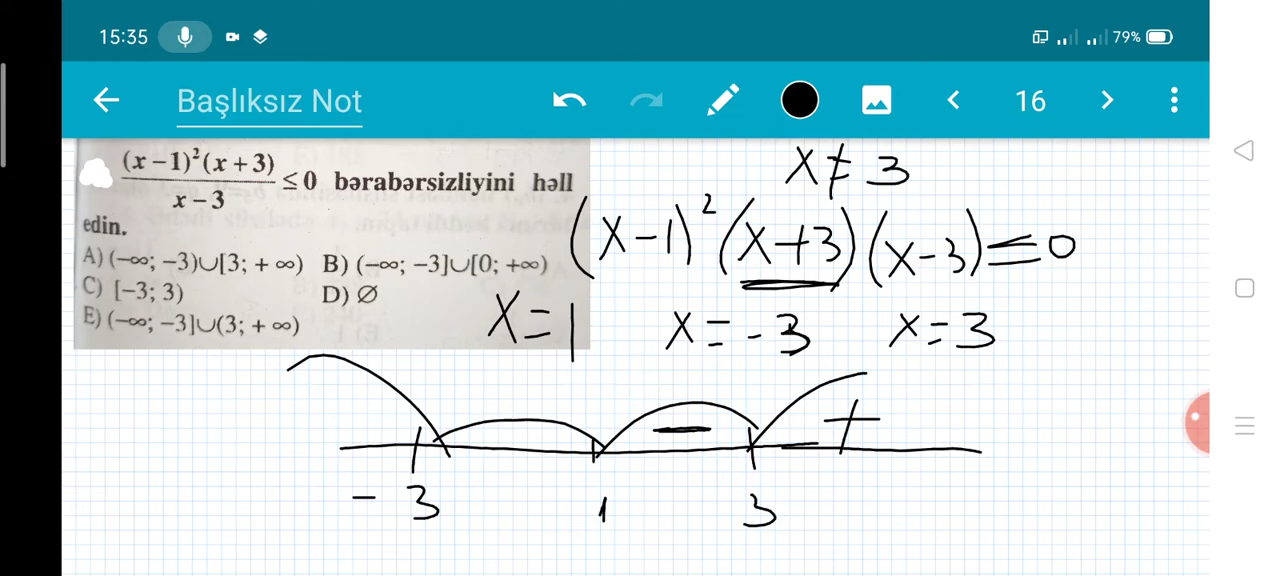 15:35 79%
Başlıksız Not 16
(x − 1)² (x + 3)
x − 3
≤ 0 bərabərsizliyini həll
edin.
A) (−∞; −3)∪[3; + ∞) B) (−∞; −3]∪[0; +∞)
C) [−3; 3) D) ∅
E) (−∞; −3]∪(3; + ∞)
x ≠ 3
(x − 1)² (x + 3) (x − 3) ≤ 0
x = 1 x = − 3 x = 3
− +
− 3 1 3